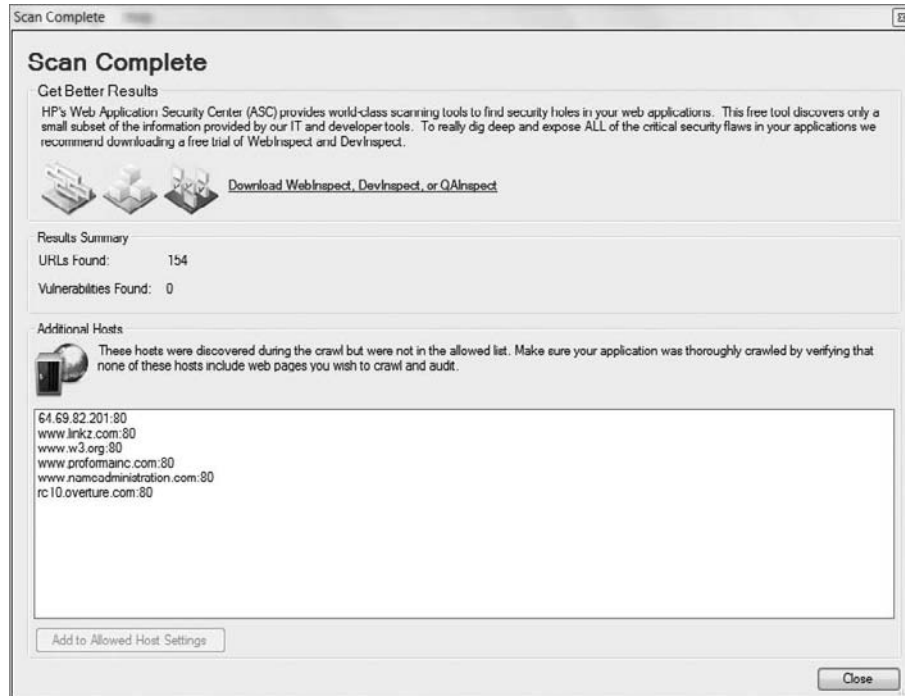 Scan Complete
Scan Complete
Get Better Results
HP's Web Application Security Center (ASC) provides world-class scanning tools to find security holes in your web applications. This free tool discovers only a
small subset of the information provided by our IT and developer tools. To really dig deep and expose ALL of the critical security flaws in your applications we
recommend downloading a free trial of WebInspect and DevInspect.
Download WebInspect, DevInspect, or QAInspect
Results Summary
URLs Found: 154
Vulnerabilities Found: 0
Additional Hosts
These hosts were discovered during the crawl but were not in the allowed list. Make sure your application was thoroughly crawled by verifying that
none of these hosts include web pages you wish to crawl and audit.
64.69.82.201:80
www.linkz.com:80
www.w3.org:80
www.proformainc.com:80
www.namcadministration.com:80
rc10.overture.com:80
Add to Allowed Host Settings
Close